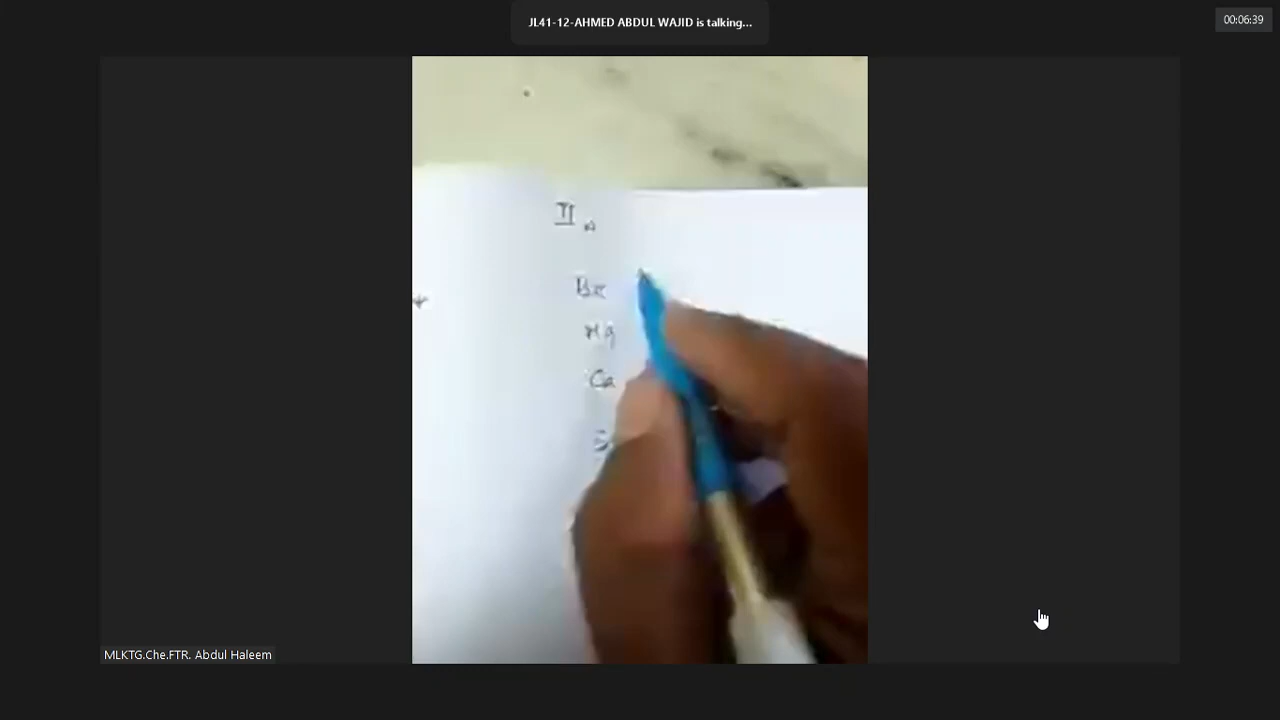 JL41-12-AHMED ABDUL WAJID is talking...
00:06:39
II A
Be
Mg
Ca
S
MLKTG.Che.FTR. Abdul Haleem